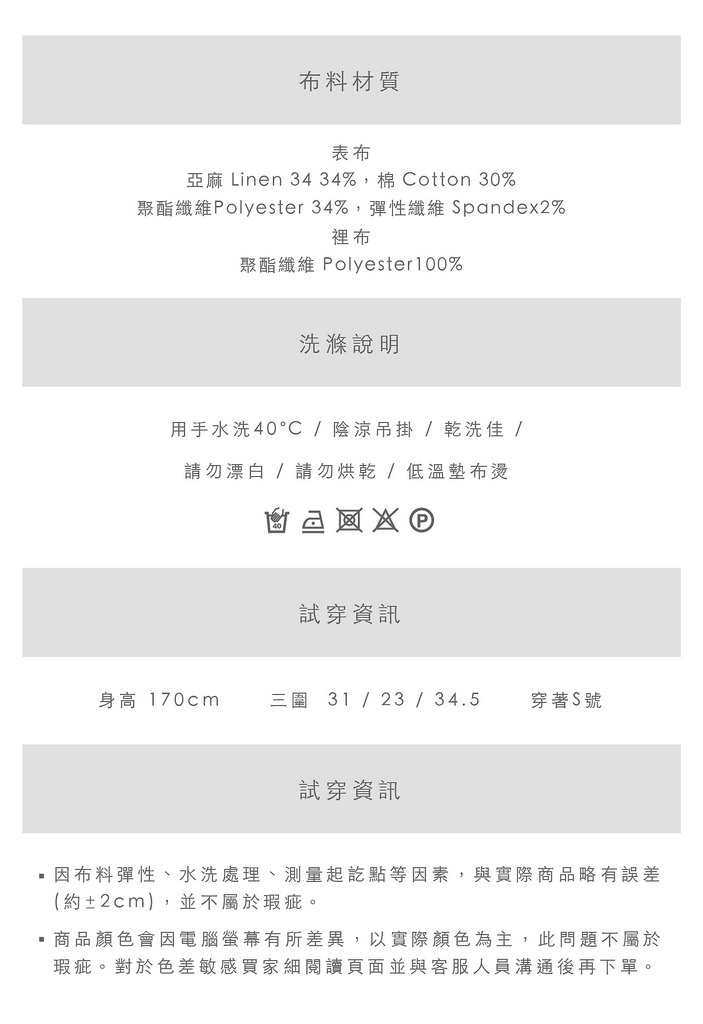 布料材質
表布
亞麻 Linen 34 34%，棉 Cotton 30%
聚酯纖維Polyester 34%，彈性纖維 Spandex2%
裡布
聚酯纖維 Polyester100%
洗滌說明
用手水洗40°C / 陰涼吊掛 / 乾洗佳 /
請勿漂白 / 請勿烘乾 / 低溫墊布燙
40 P
試穿資訊
身高 170cm 三圍 31 / 23 / 34.5 穿著S號
試穿資訊
▪ 因布料彈性、水洗處理、測量起訖點等因素，與實際商品略有誤差
(約±2cm)，並不屬於瑕疵。
▪ 商品顏色會因電腦螢幕有所差異，以實際顏色為主，此問題不屬於
瑕疵。對於色差敏感買家細閱讀頁面並與客服人員溝通後再下單。